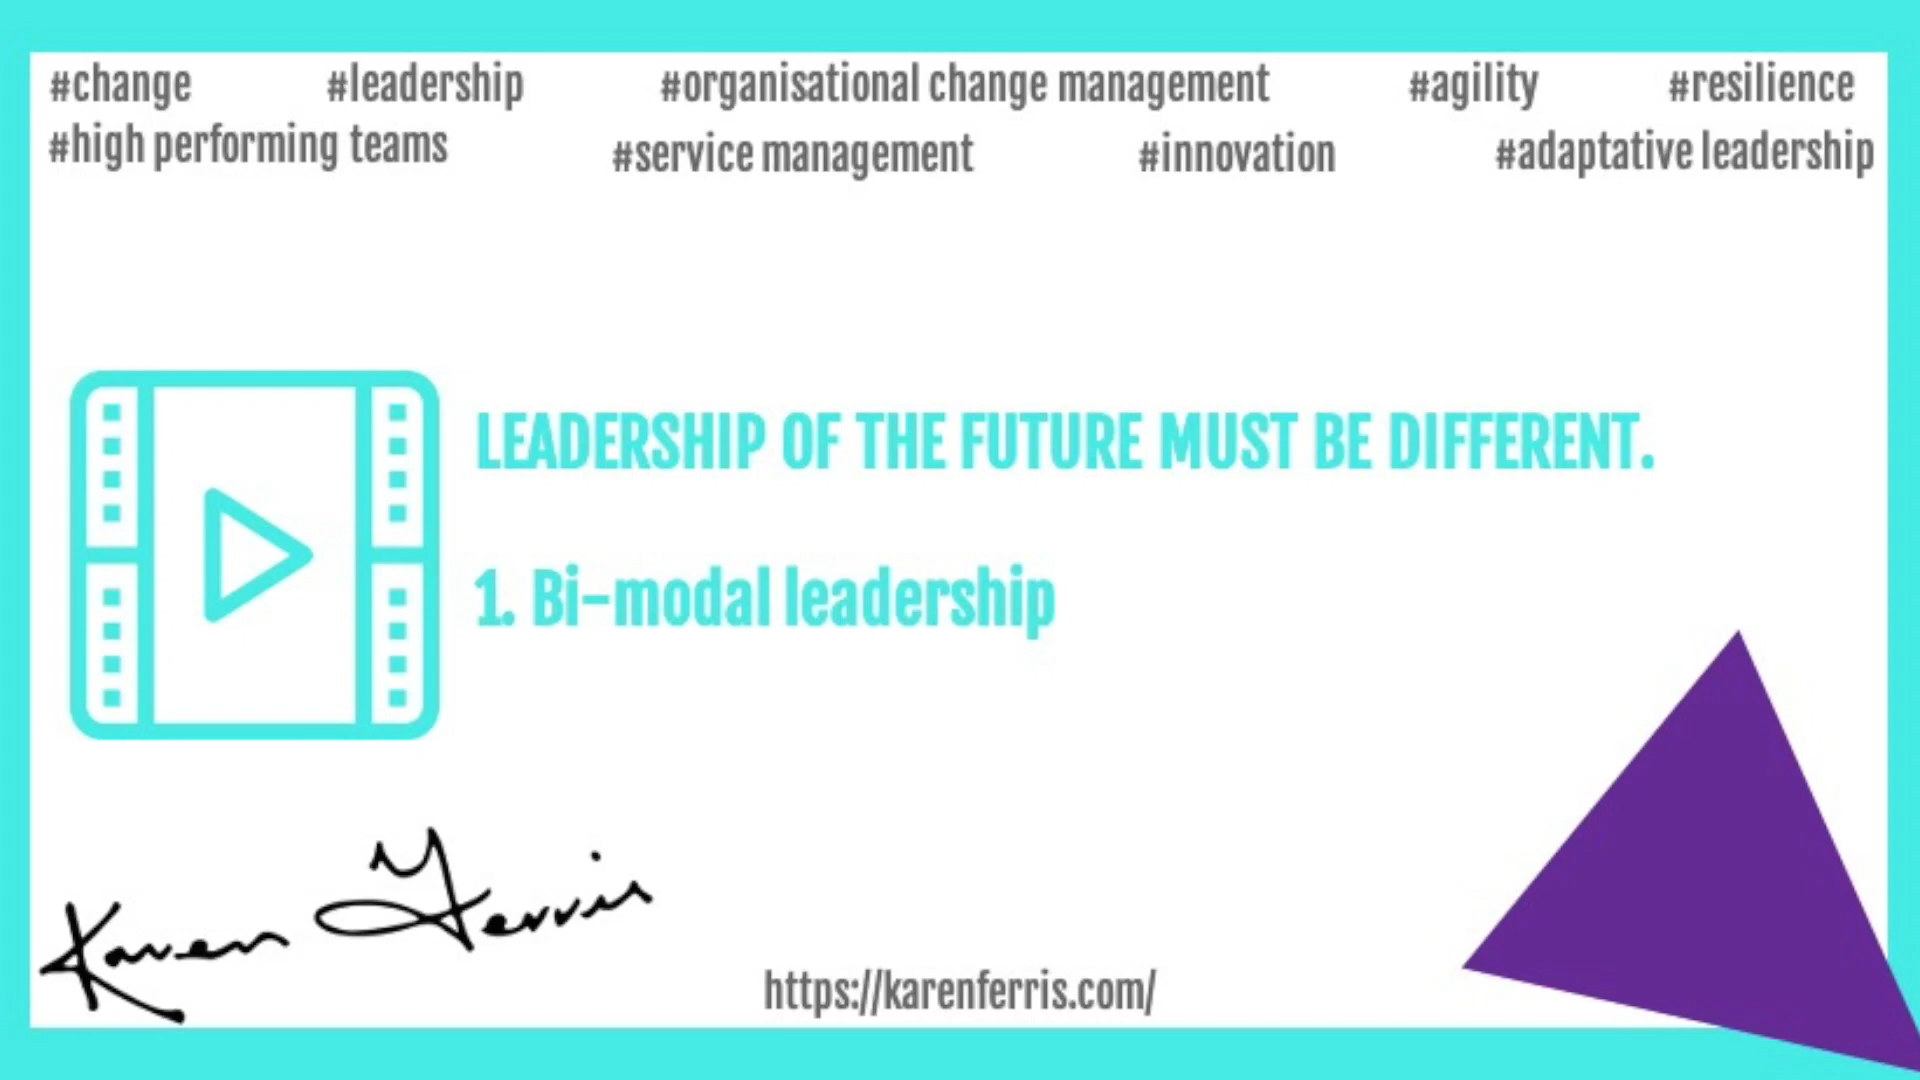 #change #leadership #organisational change management #agility #resilience
#high performing teams #service management #innovation #adaptative leadership
LEADERSHIP OF THE FUTURE MUST BE DIFFERENT.
1. Bi-modal leadership
Karen Ferris
https://karenferris.com/